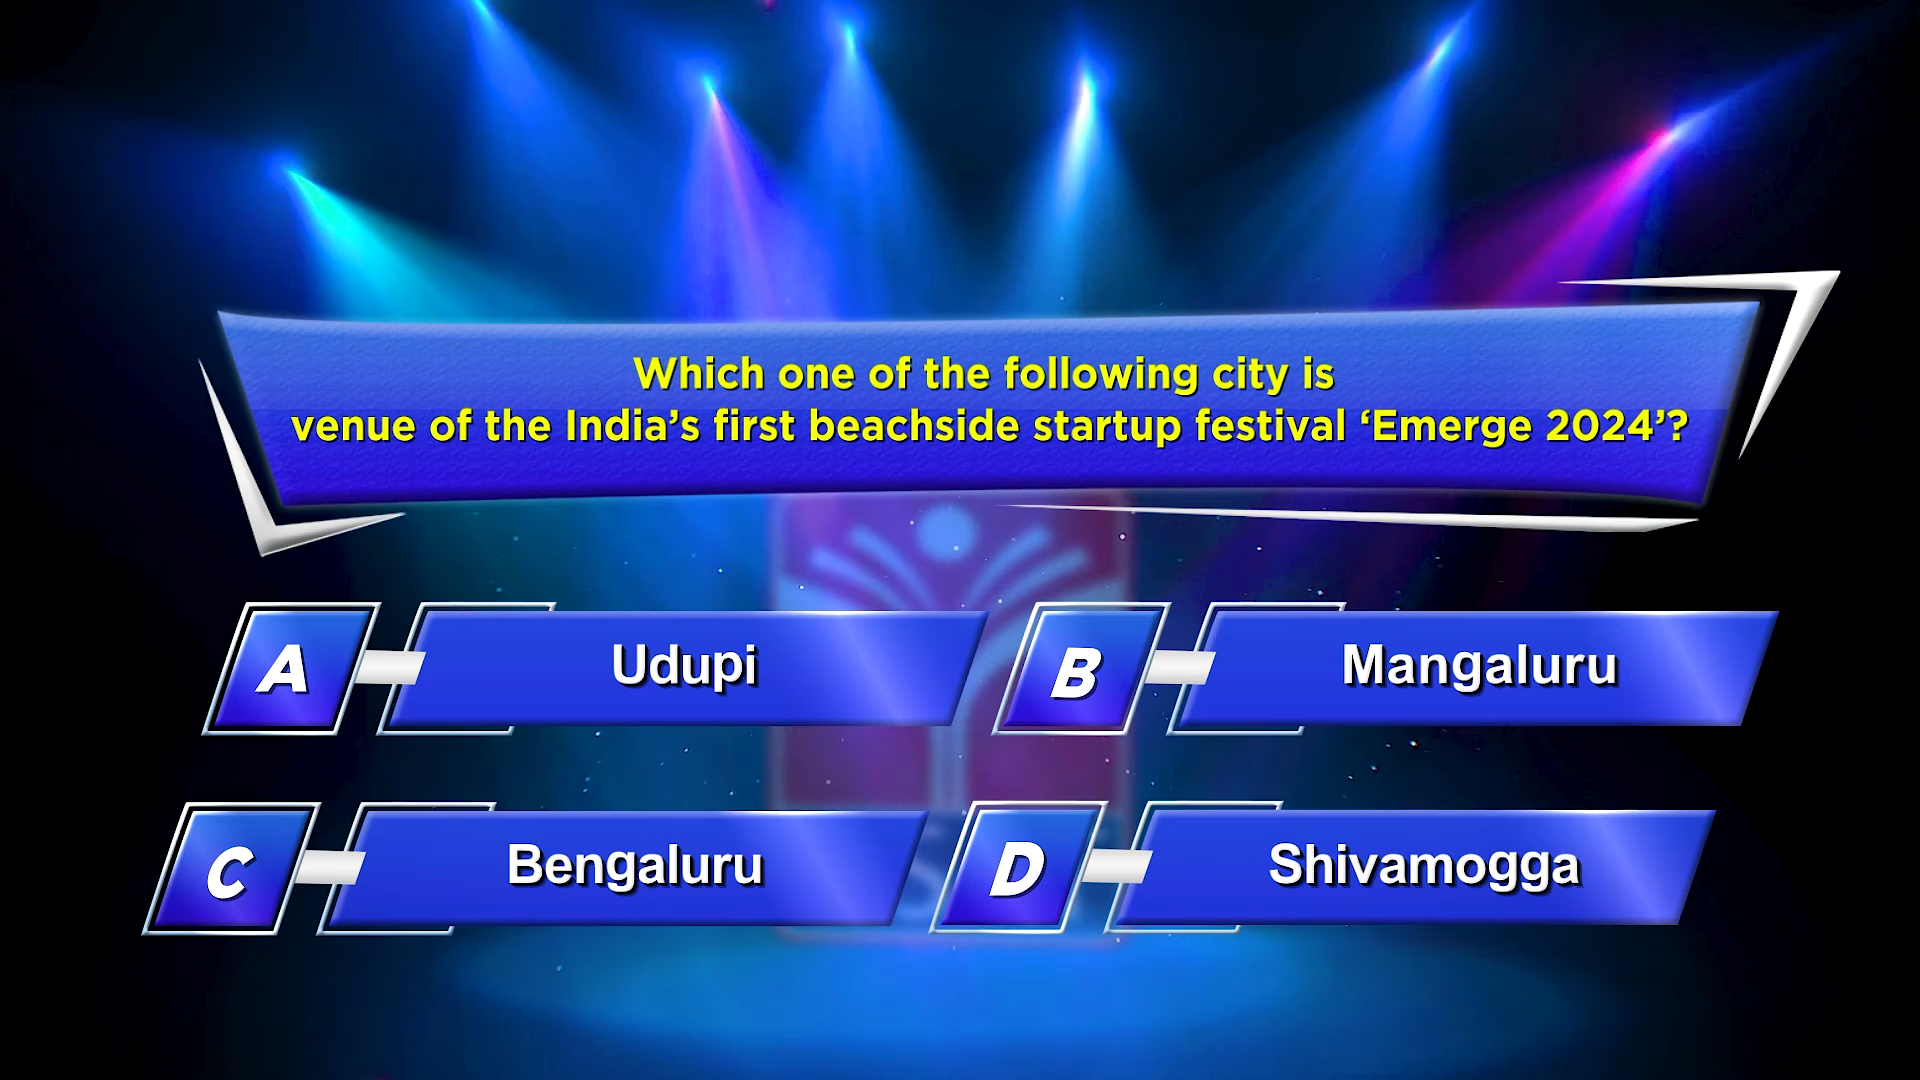 Which one of the following city is
venue of the India’s first beachside startup festival ‘Emerge 2024’?
A Udupi
B Mangaluru
C Bengaluru
D Shivamogga